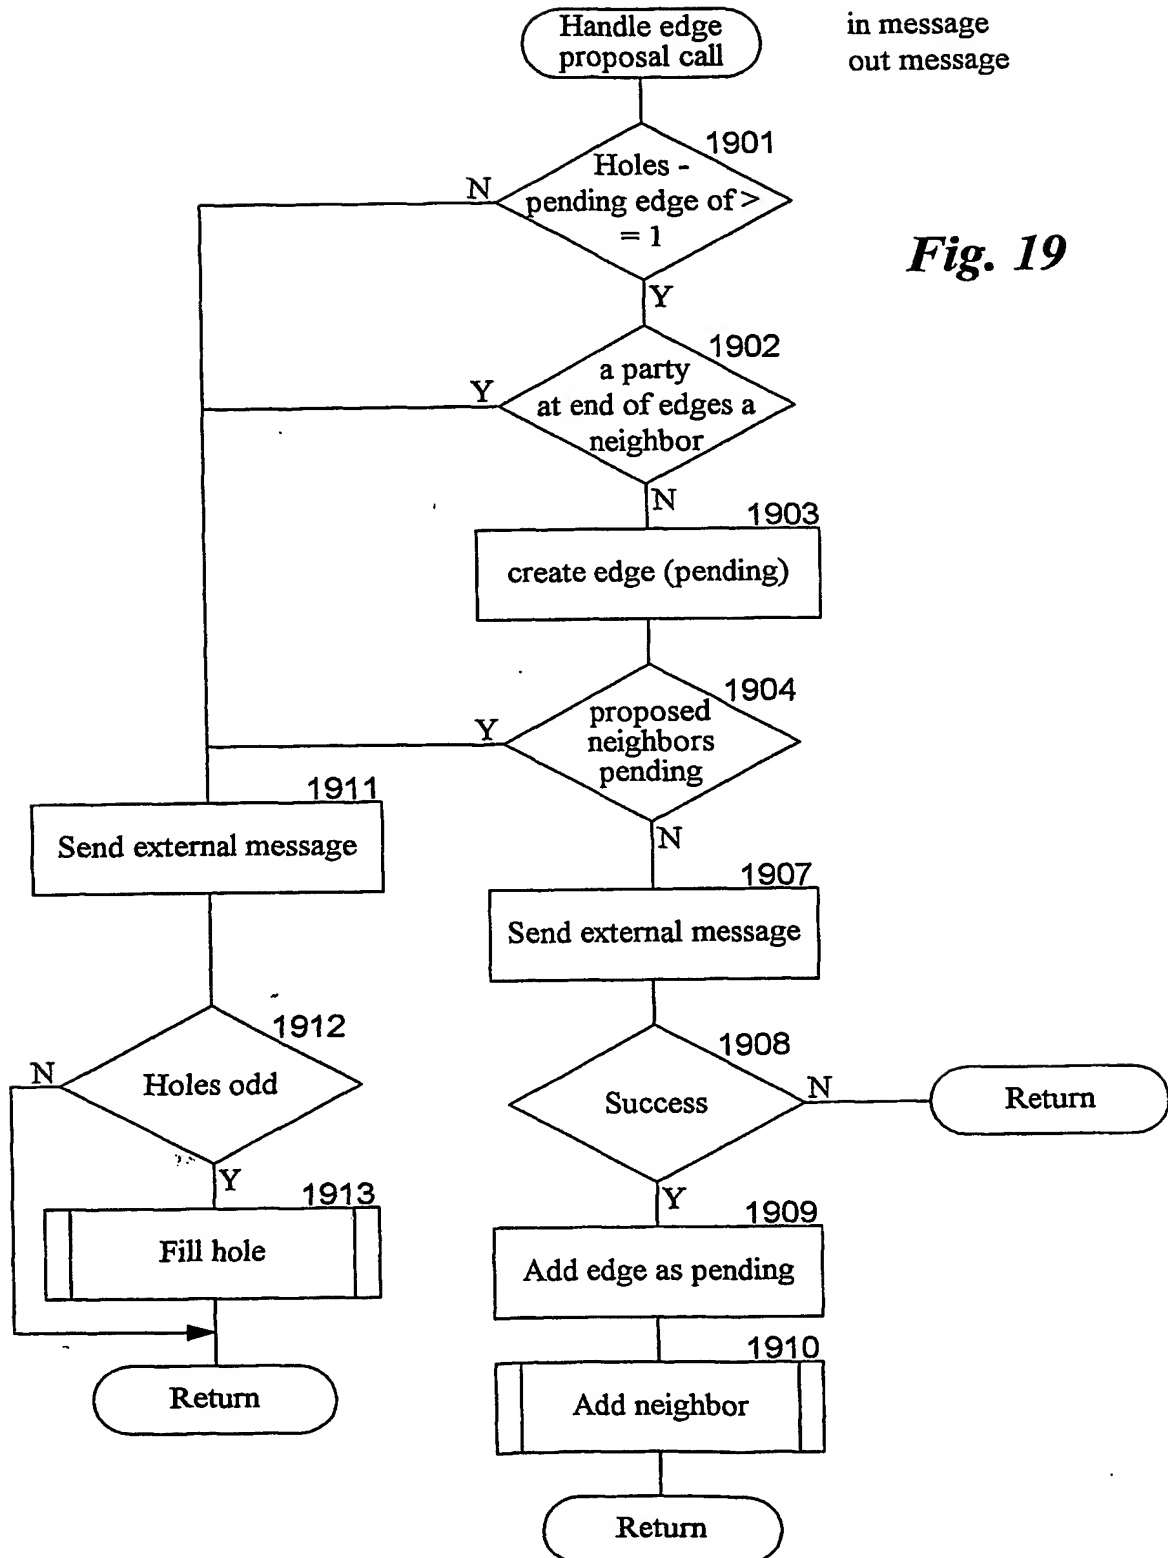 Handle edge
proposal call
in message
out message
1901
Holes -
pending edge of >
= 1
N
Y
Fig. 19
1902
a party
at end of edges a
neighbor
Y
N
1903
create edge (pending)
1904
proposed
neighbors
pending
Y
N
1911
Send external message
1907
Send external message
1912
Holes odd
N
Y
1908
Success
N
Return
Y
1913
Fill hole
1909
Add edge as pending
1910
Add neighbor
Return
Return